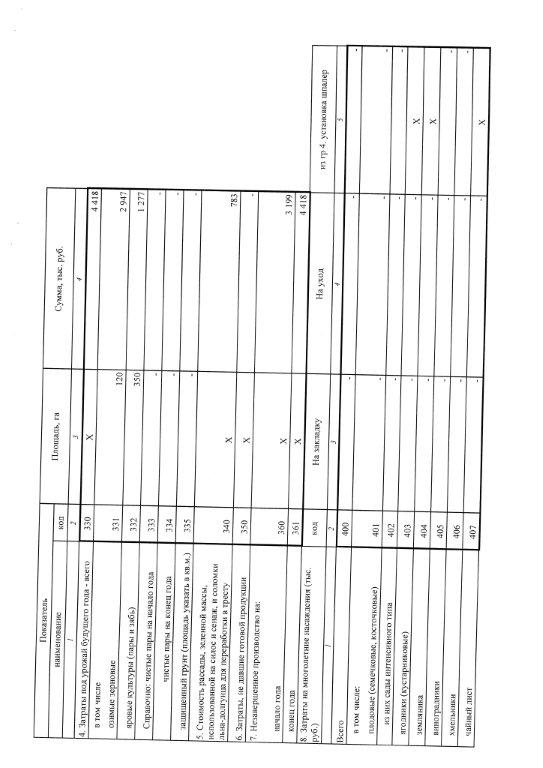 Показатель Площадь, га Сумма, тыс. руб.
наименование код
1 2 3 4
4. Затраты под урожай будущего года - всего 330 X 4 418
в том числе
озимые зерновые 331 120 2 947
яровые культуры (пары и зябь) 332 350 1 277
Справочно: чистые пары на начало года 333 - -
чистые пары на конец года 334 - -
защищенный грунт (площадь указать в кв.м.) 335 - -
5. Стоимость рассады, зеленной массы,
использованной на силос и сенаж, и соломки
льна-долгунца для переработки в тресту 340 X 783
6. Затраты, не давшие готовой продукции 350 X -
7. Незавершенное производство на:
начало года 360 X 3 199
конец года 361 X 4 418
8. Затраты на многолетние насаждения (тыс.
руб.) код На закладку На уход из гр 4. установка шпалер
1 2 3 4 5
Всего 400 - - -
в том числе:
плодовые (семечковые, косточковые) 401 - - -
из них сады интенсивного типа 402 - - -
ягодники (кустарниковые) 403 - - -
земляника 404 - - X
виноградники 405 - - X
хмельники 406 - - -
чайный лист 407 - - X